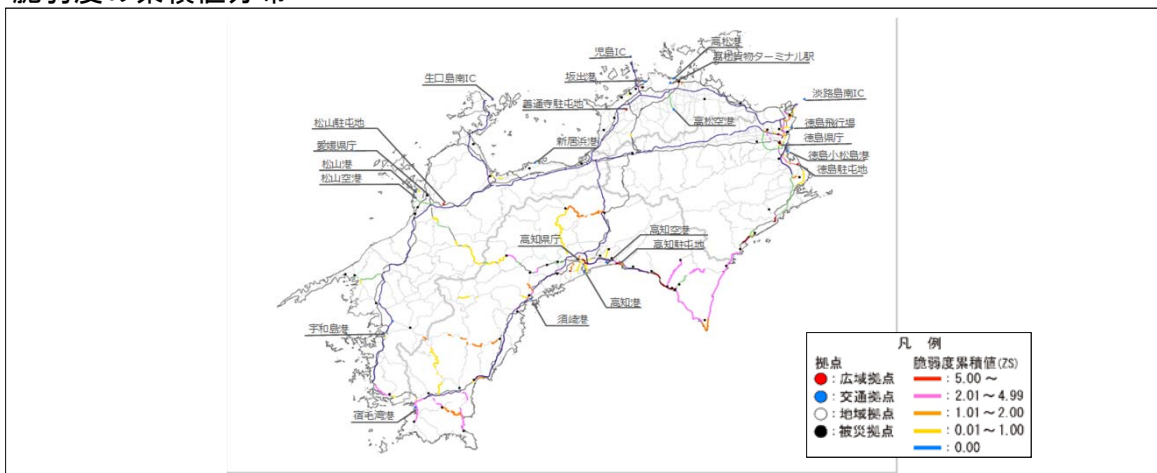 脆弱度の累積値分布
高松港
児島IC
高松貨物ターミナル駅
生口島南IC
坂出港
淡路島南IC
善通寺駐屯地
松山駐屯地
高松空港
徳島飛行場
愛媛県庁
新居浜港
徳島県庁
松山港
徳島小松島港
松山空港
徳島駐屯地
高知県庁
高知空港
高知駐屯地
高知港
須崎港
宇和島港
宿毛湾港
凡 例
拠点 脆弱度累積値(ZS)
:広域拠点 :5.00～
:交通拠点 :2.01～4.99
:地域拠点 :1.01～2.00
:被災拠点 :0.01～1.00
:0.00